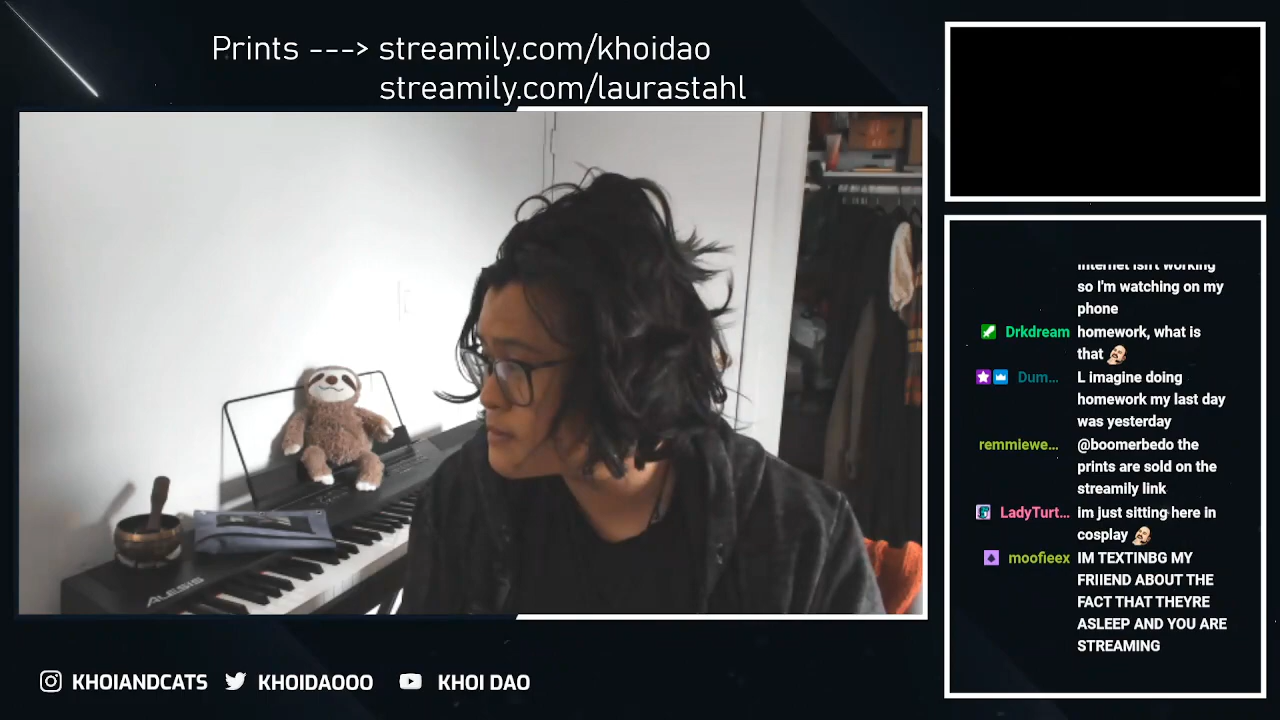 Prints ---> streamily.com/khoidao
streamily.com/laurastahl
internet isn't working
so I'm watching on my
phone
Drkdream homework, what is
that
Dum... L imagine doing
homework my last day
was yesterday
remmiewe... @boomerbedo the
prints are sold on the
streamily link
LadyTurt... im just sitting here in
cosplay
moofieex IM TEXTINBG MY
FRIIEND ABOUT THE
FACT THAT THEYRE
ASLEEP AND YOU ARE
STREAMING
ALESIS
KHOIANDCATS KHOIDAOOO KHOI DAO